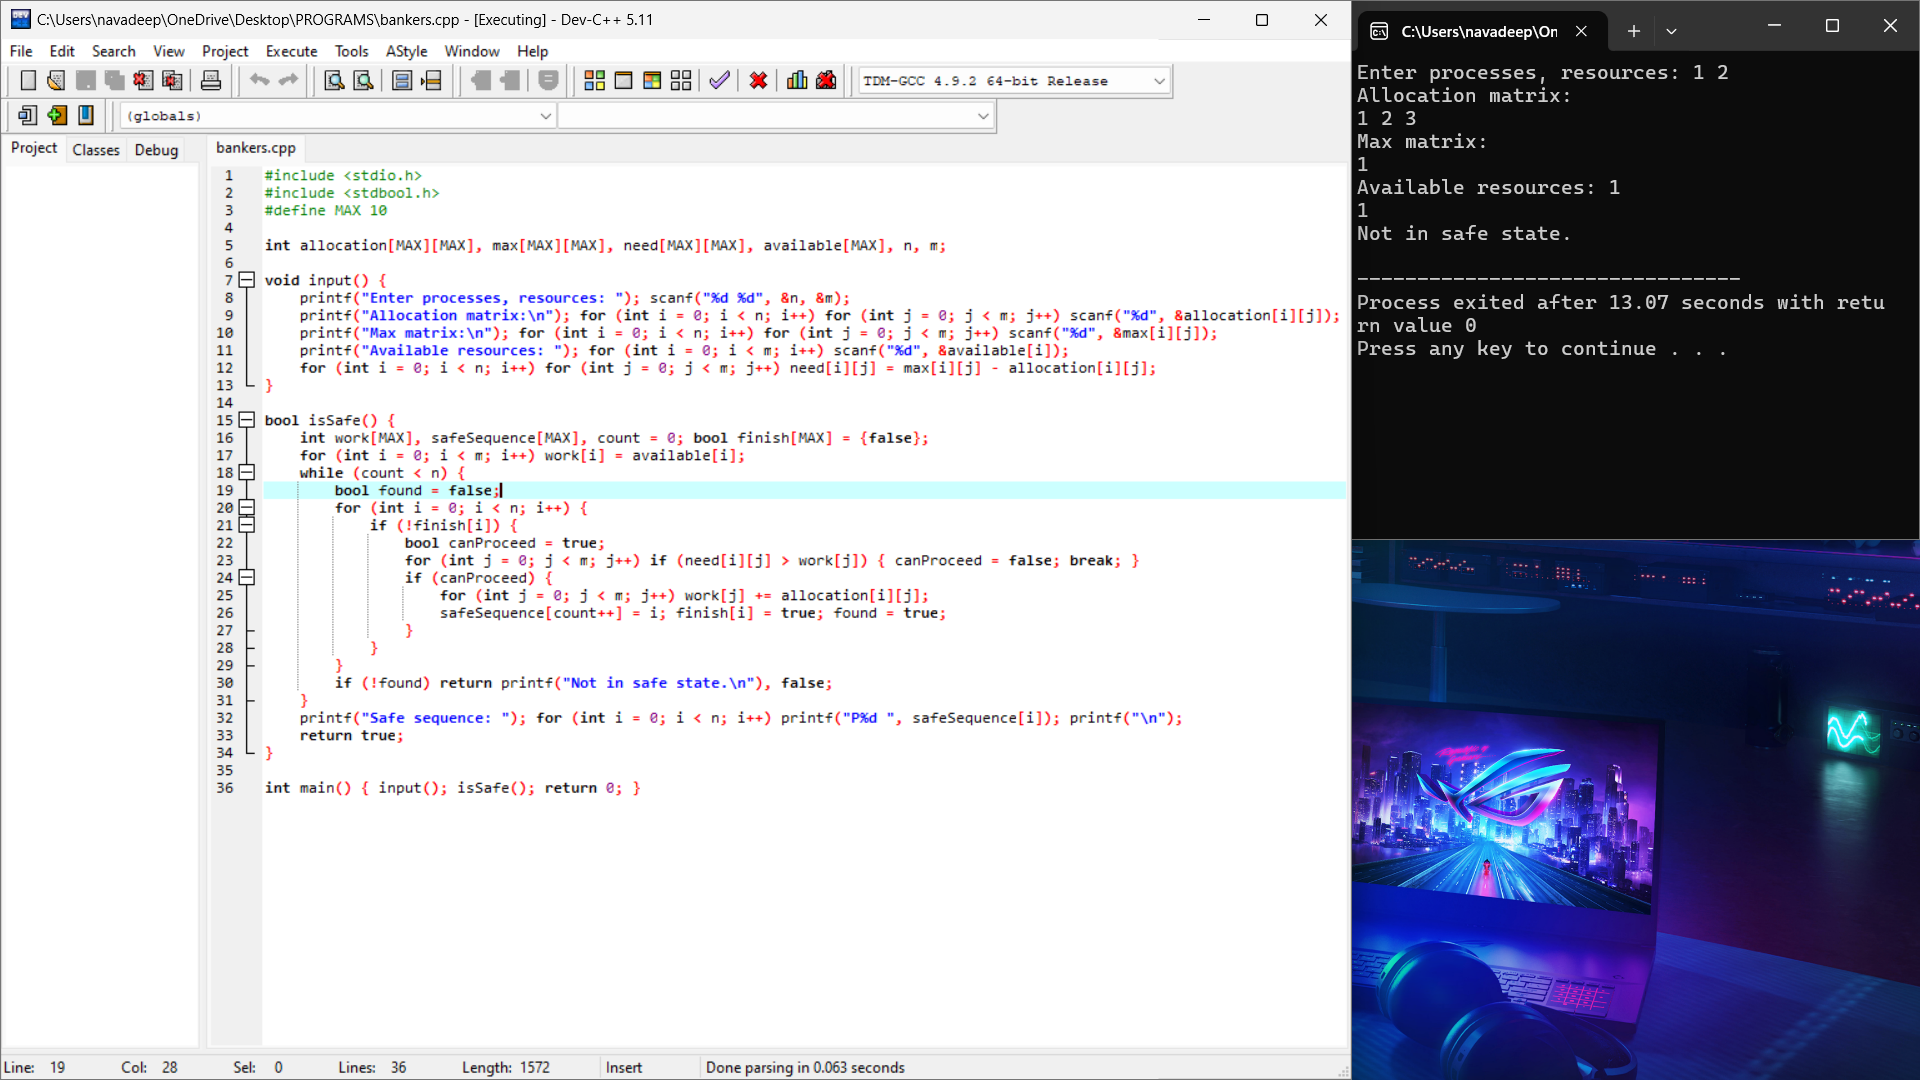 C:\Users\navadeep\OneDrive\Desktop\PROGRAMS\bankers.cpp - [Executing] - Dev-C++ 5.11
File Edit Search View Project Execute Tools AStyle Window Help
TDM-GCC 4.9.2 64-bit Release
(globals)
Project Classes Debug
bankers.cpp
1 #include <stdio.h>
2 #include <stdbool.h>
3 #define MAX 10
4
5 int allocation[MAX][MAX], max[MAX][MAX], need[MAX][MAX], available[MAX], n, m;
6
7 void input() {
8     printf("Enter processes, resources: "); scanf("%d %d", &n, &m);
9     printf("Allocation matrix:\n"); for (int i = 0; i < n; i++) for (int j = 0; j < m; j++) scanf("%d", &allocation[i][j]);
10     printf("Max matrix:\n"); for (int i = 0; i < n; i++) for (int j = 0; j < m; j++) scanf("%d", &max[i][j]);
11     printf("Available resources: "); for (int i = 0; i < m; i++) scanf("%d", &available[i]);
12     for (int i = 0; i < n; i++) for (int j = 0; j < m; j++) need[i][j] = max[i][j] - allocation[i][j];
13 }
14
15 bool isSafe() {
16     int work[MAX], safeSequence[MAX], count = 0; bool finish[MAX] = {false};
17     for (int i = 0; i < m; i++) work[i] = available[i];
18     while (count < n) {
19         bool found = false;
20         for (int i = 0; i < n; i++) {
21             if (!finish[i]) {
22                 bool canProceed = true;
23                 for (int j = 0; j < m; j++) if (need[i][j] > work[j]) { canProceed = false; break; }
24                 if (canProceed) {
25                     for (int j = 0; j < m; j++) work[j] += allocation[i][j];
26                     safeSequence[count++] = i; finish[i] = true; found = true;
27                 }
28             }
29         }
30         if (!found) return printf("Not in safe state.\n"), false;
31     }
32     printf("Safe sequence: "); for (int i = 0; i < n; i++) printf("P%d ", safeSequence[i]); printf("\n");
33     return true;
34 }
35
36 int main() { input(); isSafe(); return 0; }
Line: 19 Col: 28 Sel: 0 Lines: 36 Length: 1572 Insert Done parsing in 0.063 seconds
C:\Users\navadeep\On
Enter processes, resources: 1 2
Allocation matrix:
1 2 3
Max matrix:
1
Available resources: 1
1
Not in safe state.
--------------------------------
Process exited after 13.07 seconds with retu
rn value 0
Press any key to continue . . .